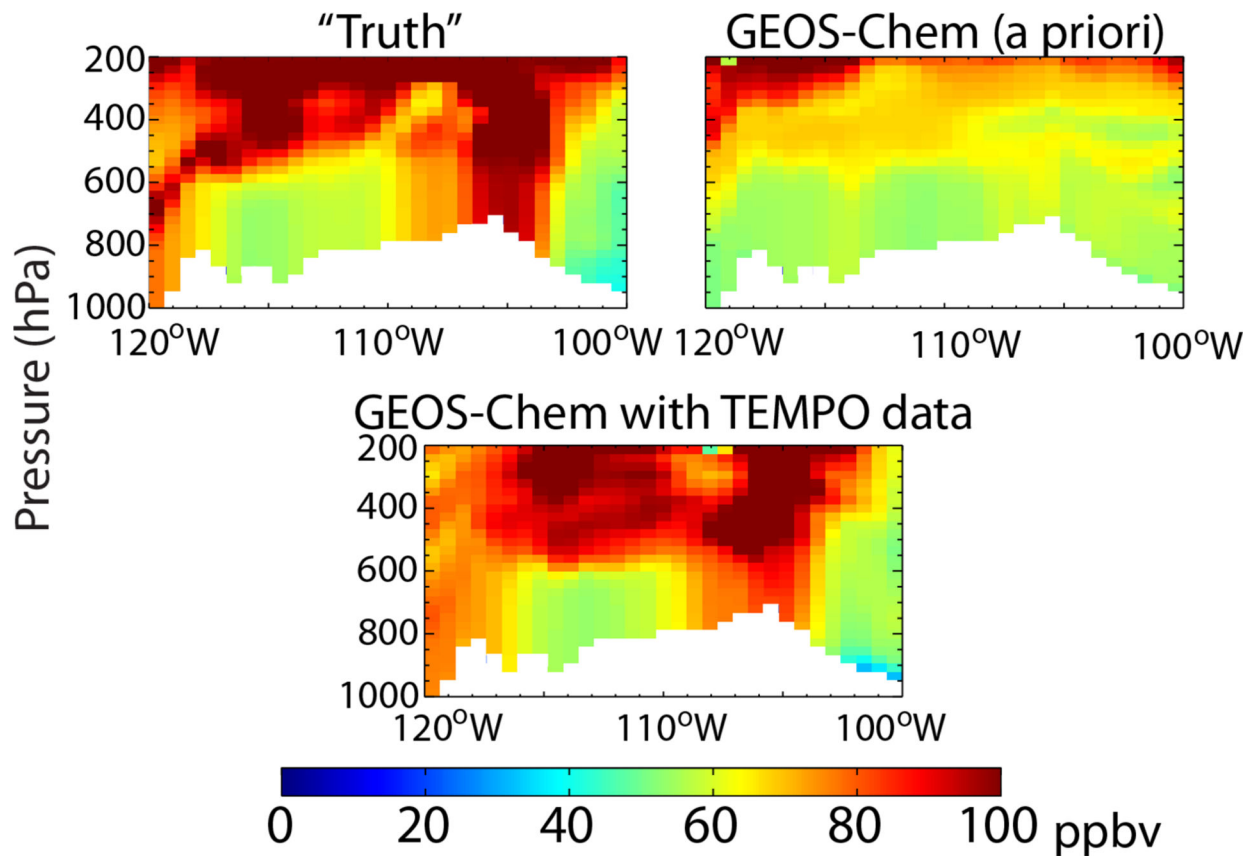 “Truth”
GEOS-Chem (a priori)
200
400
600
800
1000
120°W
110°W
100°W
120°W
110°W
100°W
Pressure (hPa)
GEOS-Chem with TEMPO data
200
400
600
800
1000
120°W
110°W
100°W
0 20 40 60 80 100 ppbv